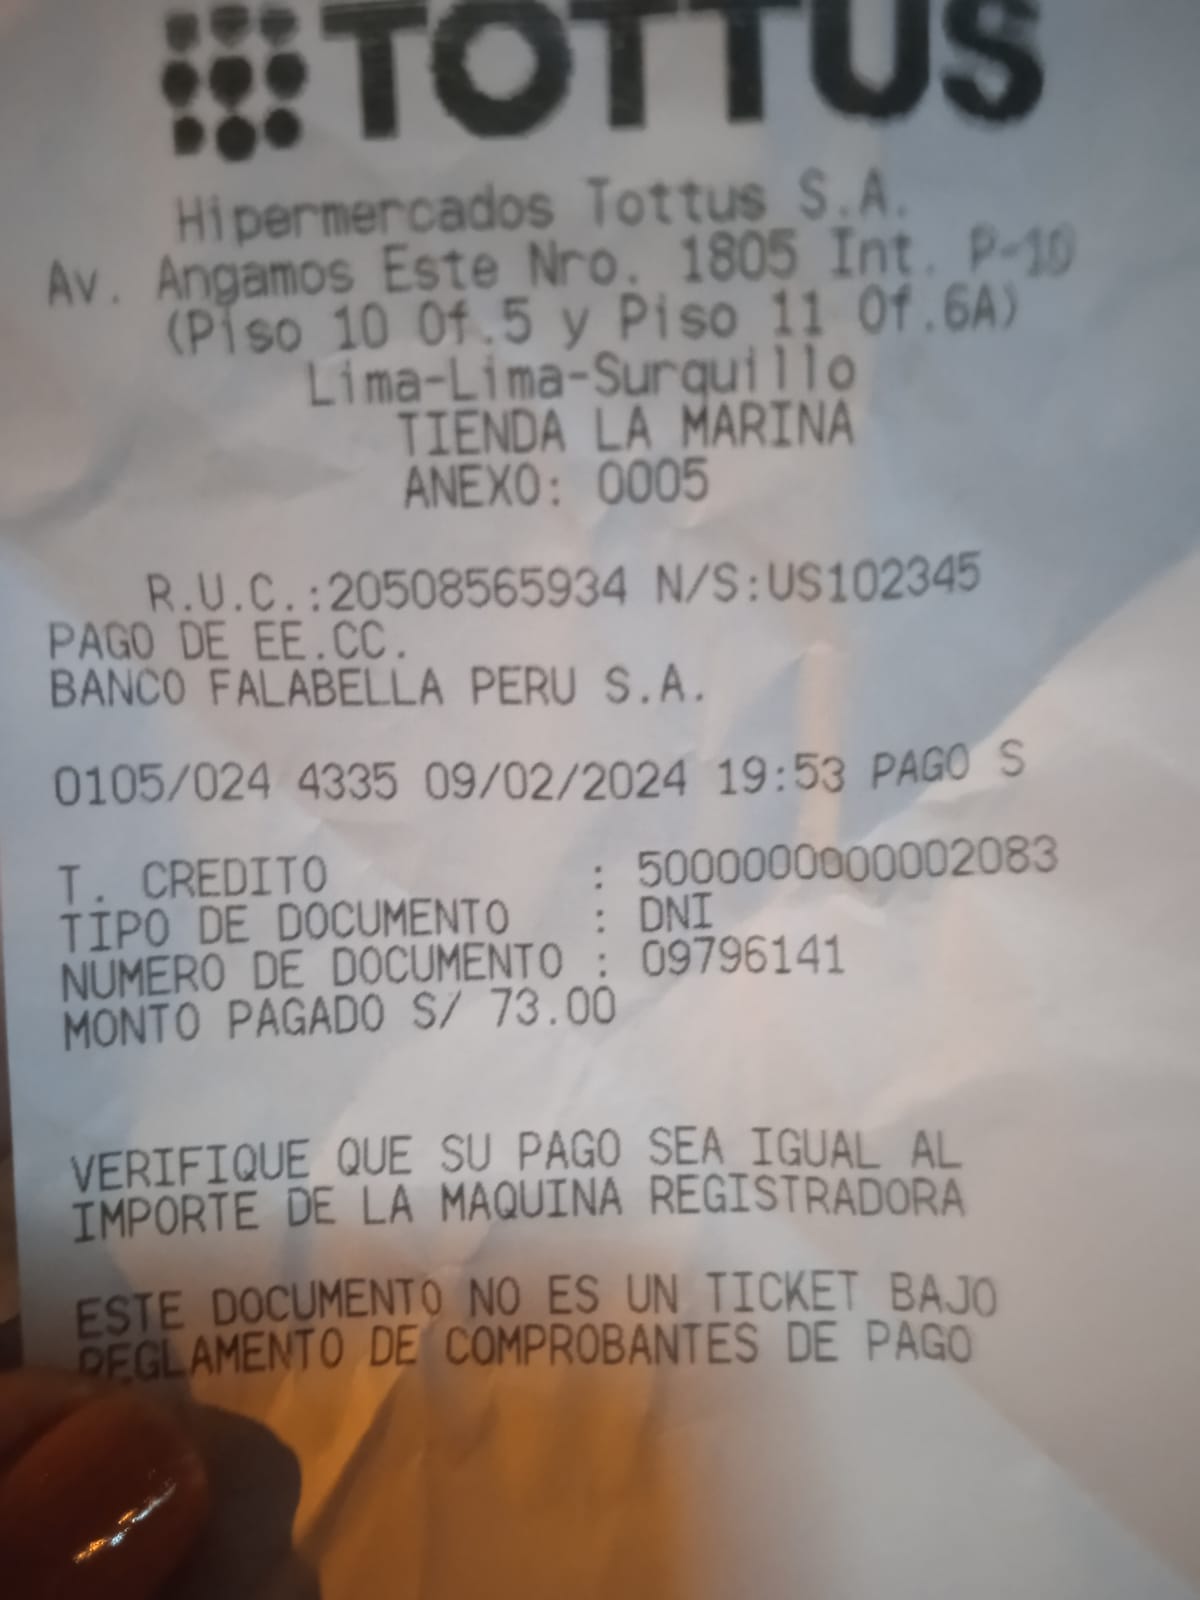 TOTTUS
Hipermercados Tottus S.A.
Av. Angamos Este Nro. 1805 Int. P-10
(Piso 10 Of.5 y Piso 11 Of.6A)
Lima-Lima-Surquillo
TIENDA LA MARINA
ANEXO: 0005
R.U.C.:20508565934 N/S:US102345
PAGO DE EE.CC.
BANCO FALABELLA PERU S.A.
0105/024 4335 09/02/2024 19:53 PAGO S
T. CREDITO : 5000000000002083
TIPO DE DOCUMENTO : DNI
NUMERO DE DOCUMENTO : 09796141
MONTO PAGADO S/ 73.00
VERIFIQUE QUE SU PAGO SEA IGUAL AL
IMPORTE DE LA MAQUINA REGISTRADORA
ESTE DOCUMENTO NO ES UN TICKET BAJO
REGLAMENTO DE COMPROBANTES DE PAGO